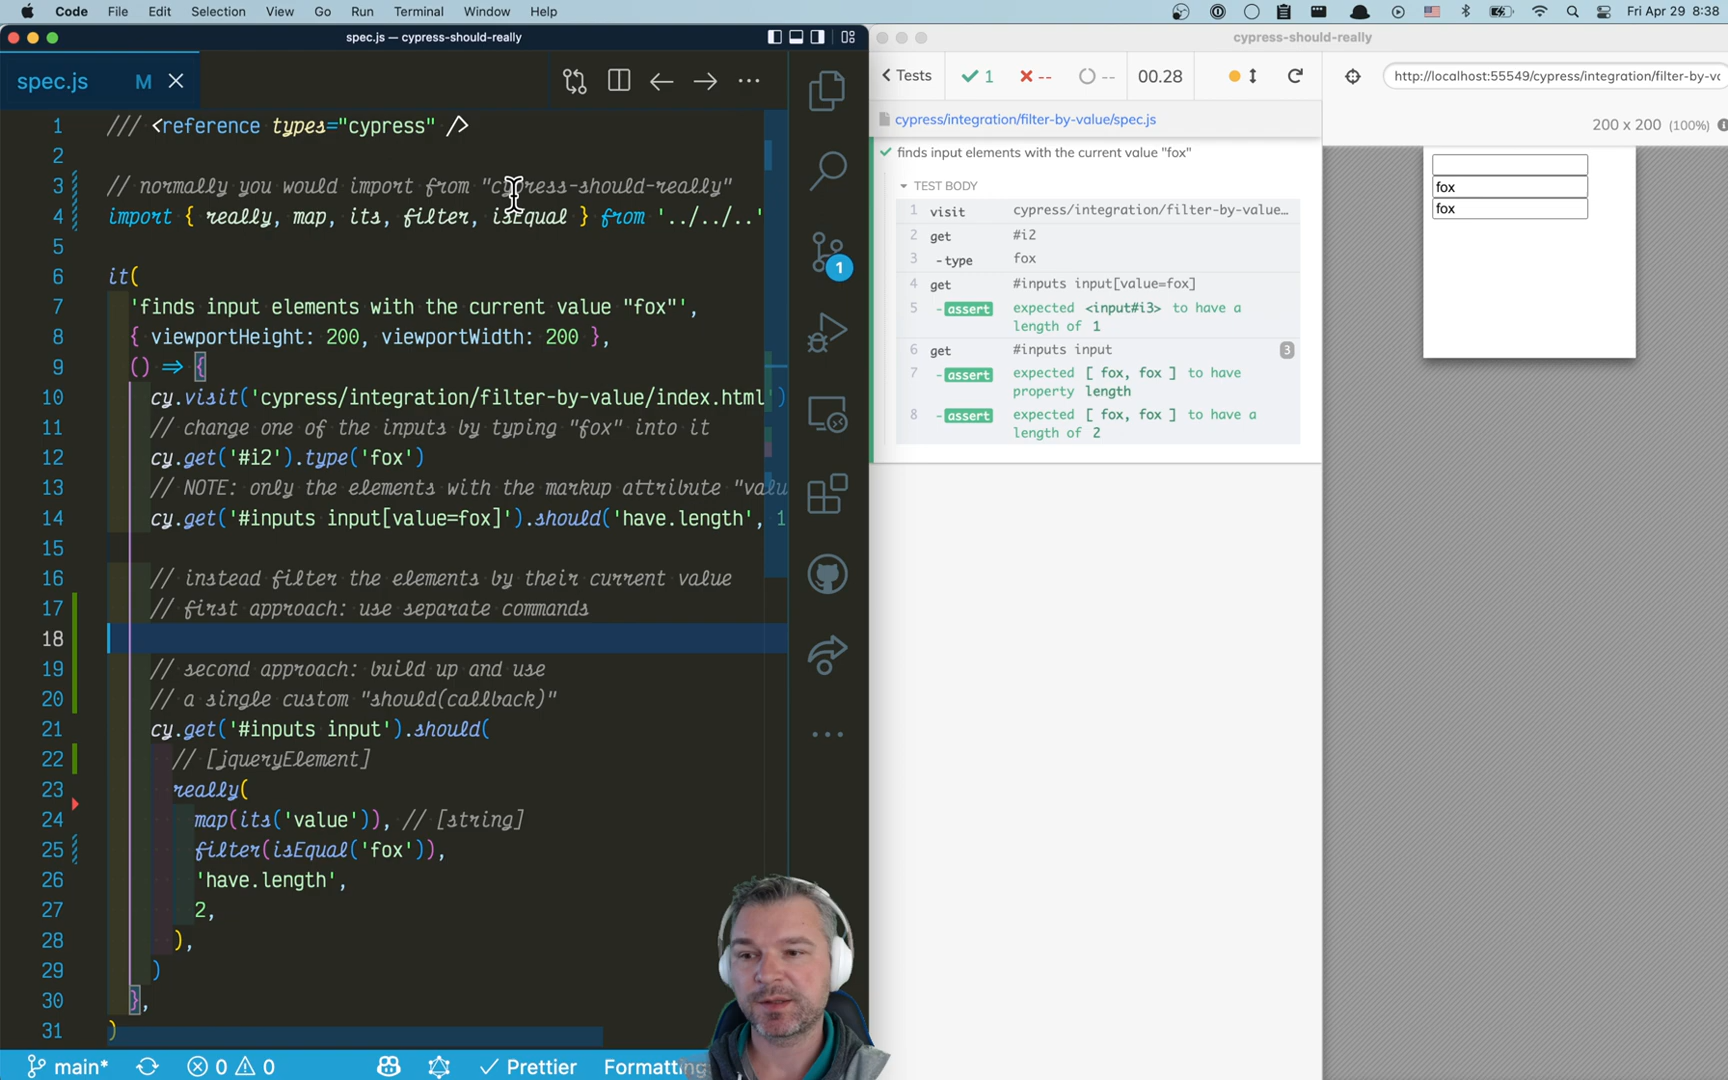 Code File Edit Selection View Go Run Terminal Window Help Fri Apr 29 8:38
spec.js — cypress-should-really
spec.js M
1 /// <reference types="cypress" />
2
3 // normally you would import from "cypress-should-really"
4 import { really, map, its, filter, isEqual } from '../../..'
5
6 it(
7 'finds input elements with the current value "fox"',
8 { viewportHeight: 200, viewportWidth: 200 },
9 () => {
10 cy.visit('cypress/integration/filter-by-value/index.html')
11 // change one of the inputs by typing "fox" into it
12 cy.get('#i2').type('fox')
13 // NOTE: only the elements with the markup attribute "valu
14 cy.get('#inputs input[value=fox]').should('have.length', 1
15
16 // instead filter the elements by their current value
17 // first approach: use separate commands
18
19 // second approach: build up and use
20 // a single custom "should(callback)"
21 cy.get('#inputs input').should(
22 // [jqueryElement]
23 really(
24 map(its('value')), // [string]
25 filter(isEqual('fox')),
26 'have.length',
27 2,
28 ),
29 )
30 },
31 )
1
main* 0 0 Prettier Formatting
cypress-should-really
Tests 1 -- -- 00.28
http://localhost:55549/cypress/integration/filter-by-vc
cypress/integration/filter-by-value/spec.js
200 x 200 (100%)
finds input elements with the current value "fox"
TEST BODY
1 visit cypress/integration/filter-by-value...
2 get #i2
3 -type fox
4 get #inputs input[value=fox]
5 -assert expected <input#i3> to have a
length of 1
6 get #inputs input 3
7 -assert expected [ fox, fox ] to have
property length
8 -assert expected [ fox, fox ] to have a
length of 2
fox
fox